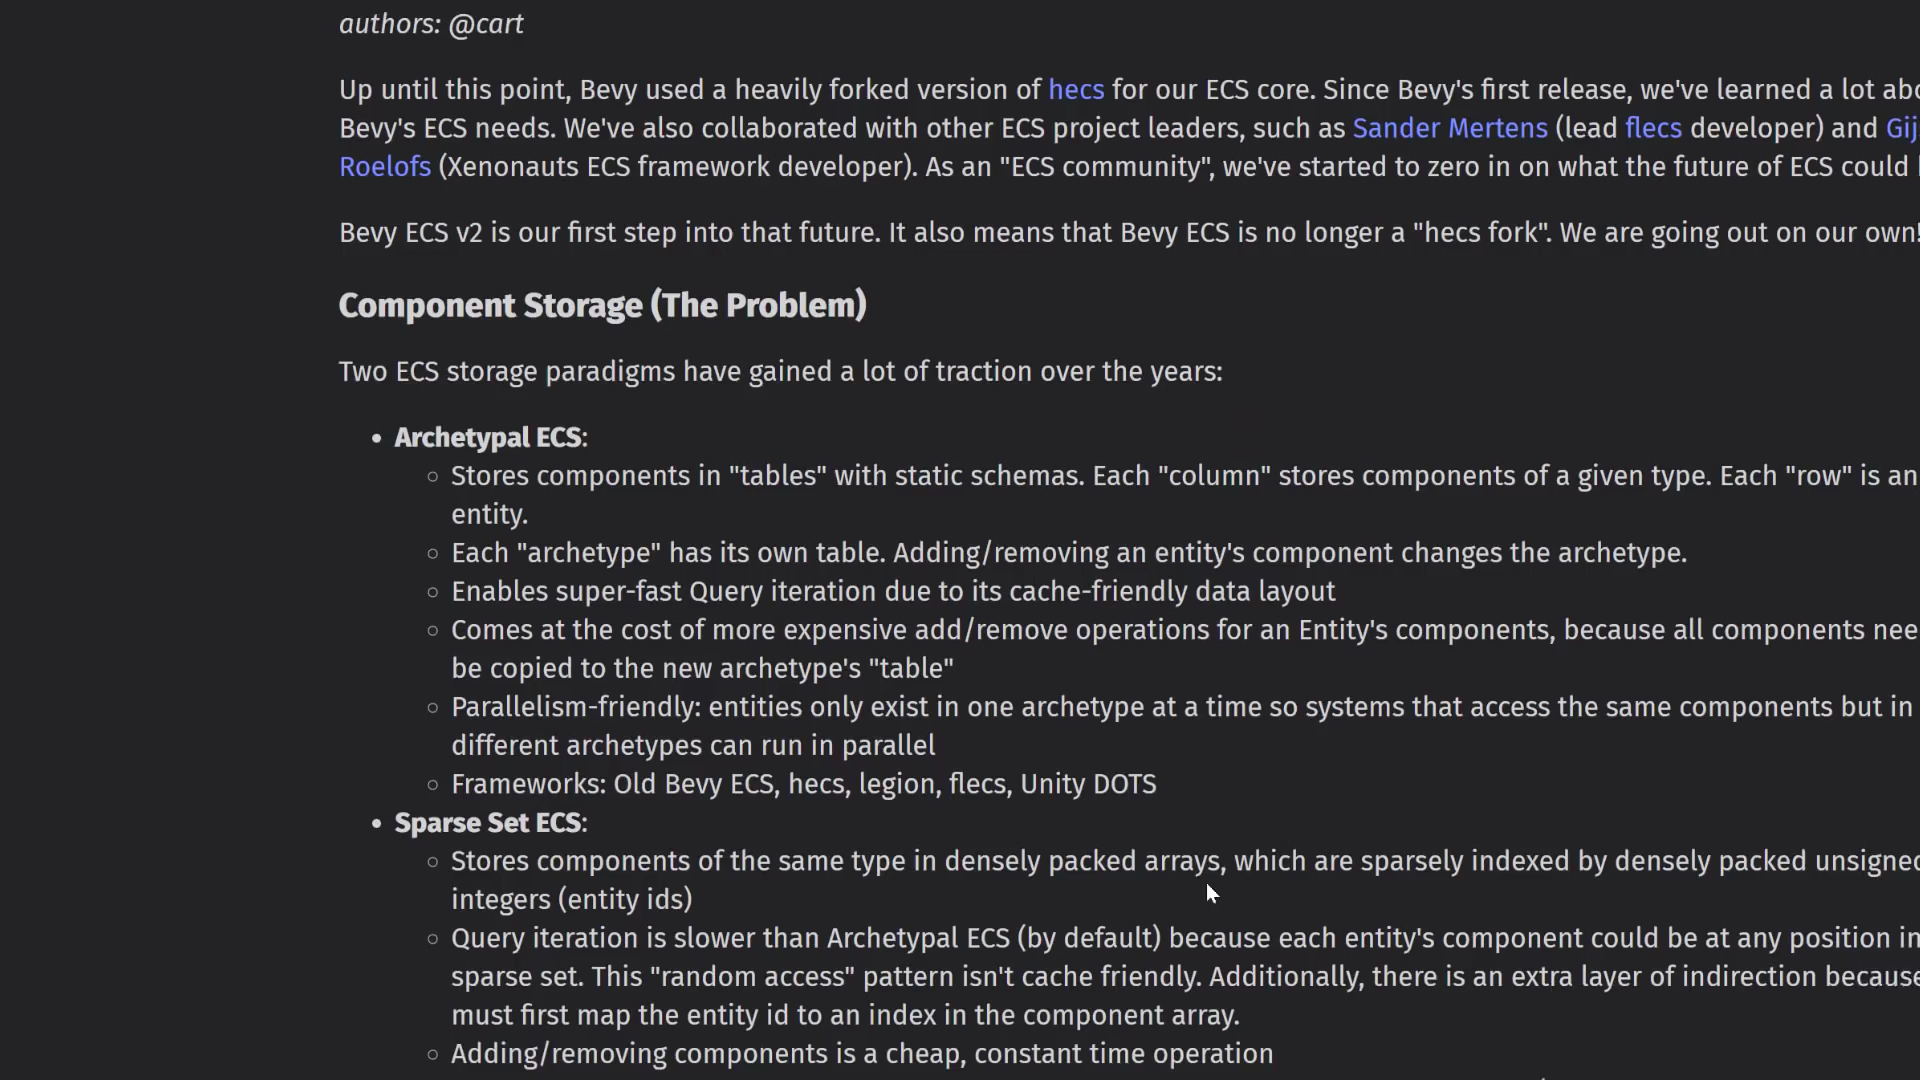 authors: @cart
Up until this point, Bevy used a heavily forked version of hecs for our ECS core. Since Bevy's first release, we've learned a lot
Bevy's ECS needs. We've also collaborated with other ECS project leaders, such as Sander Mertens (lead flecs developer) and
Roelofs (Xenonauts ECS framework developer). As an "ECS community", we've started to zero in on what the future of ECS could
Bevy ECS v2 is our first step into that future. It also means that Bevy ECS is no longer a "hecs fork". We are going out on our own!
Component Storage (The Problem)
Two ECS storage paradigms have gained a lot of traction over the years:
• Archetypal ECS:
◦ Stores components in "tables" with static schemas. Each "column" stores components of a given type. Each "row" is an
entity.
◦ Each "archetype" has its own table. Adding/removing an entity's component changes the archetype.
◦ Enables super-fast Query iteration due to its cache-friendly data layout
◦ Comes at the cost of more expensive add/remove operations for an Entity's components, because all components
be copied to the new archetype's "table"
◦ Parallelism-friendly: entities only exist in one archetype at a time so systems that access the same components but in
different archetypes can run in parallel
◦ Frameworks: Old Bevy ECS, hecs, legion, flecs, Unity DOTS
• Sparse Set ECS:
◦ Stores components of the same type in densely packed arrays, which are sparsely indexed by densely packed unsigned
integers (entity ids)
◦ Query iteration is slower than Archetypal ECS (by default) because each entity's component could be at any position in
sparse set. This "random access" pattern isn't cache friendly. Additionally, there is an extra layer of indirection because
must first map the entity id to an index in the component array.
◦ Adding/removing components is a cheap, constant time operation